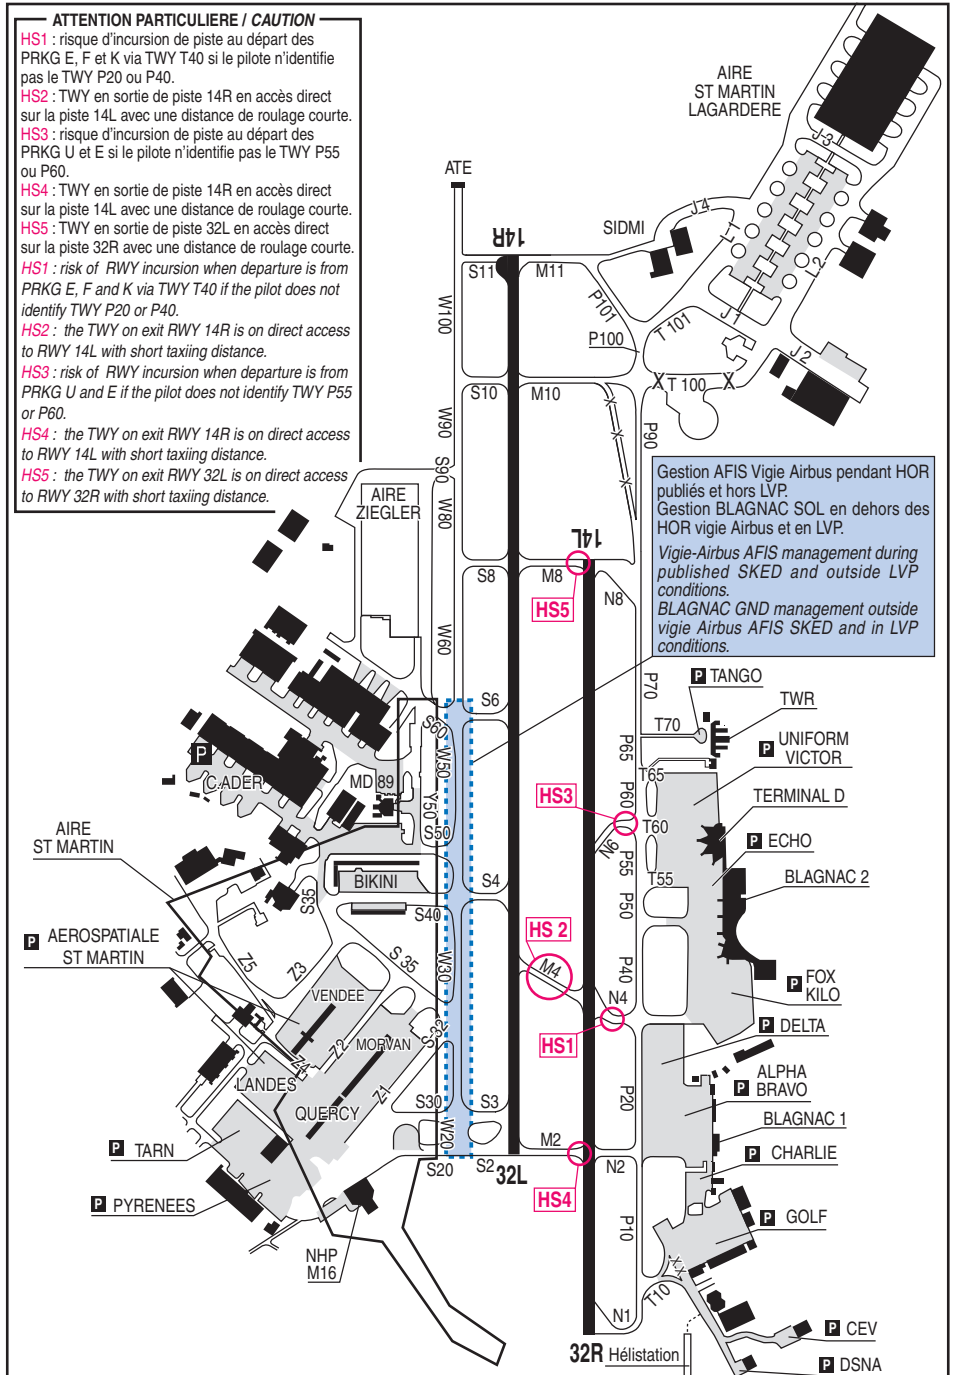 ATTENTION PARTICULIERE / CAUTION
HS1 : risque d'incursion de piste au départ des
PRKG E, F et K via TWY T40 si le pilote n'identifie
pas le TWY P20 ou P40.
HS2 : TWY en sortie de piste 14R en accès direct
sur la piste 14L avec une distance de roulage courte.
HS3 : risque d'incursion de piste au départ des
PRKG U et E si le pilote n'identifie pas le TWY P55
ou P60.
HS4 : TWY en sortie de piste 14R en accès direct
sur la piste 14L avec une distance de roulage courte.
HS5 : TWY en sortie de piste 32L en accès direct
sur la piste 32R avec une distance de roulage courte.
HS1 : risk of RWY incursion when departure is from
PRKG E, F and K via TWY T40 if the pilot does not
identify TWY P20 or P40.
HS2 : the TWY on exit RWY 14R is on direct access
to RWY 14L with short taxiing distance.
HS3 : risk of RWY incursion when departure is from
PRKG U and E if the pilot does not identify TWY P55
or P60.
HS4 : the TWY on exit RWY 14R is on direct access
to RWY 14L with short taxiing distance.
HS5 : the TWY on exit RWY 32L is on direct access
to RWY 32R with short taxiing distance.
AIRE
ST MARTIN
LAGARDERE
J3
ATE
J4
SIDMI
L1
L2
14R
S11
M11
P101
J1
T 101
W100
P100
J2
X T 100 X
S10
M10
W90
P90
S90
AIRE
ZIEGLER
W80
Gestion AFIS Vigie Airbus pendant HOR
publiés et hors LVP.
Gestion BLAGNAC SOL en dehors des
HOR vigie Airbus et en LVP.
Vigie-Airbus AFIS management during
published SKED and outside LVP
conditions.
BLAGNAC GND management outside
vigie Airbus AFIS SKED and in LVP
conditions.
14L
S8
M8
HS5
N8
W60
P70
P TANGO
S6
TWR
S60
T70
P UNIFORM
VICTOR
P
C.ADER
MD 89
W50
Y50
P65
T65
P60
HS3
TERMINAL D
AIRE
ST MARTIN
S50
T60
N6
P ECHO
P55
BIKINI
S4
T55
BLAGNAC 2
S35
S40
P50
P AEROSPATIALE
ST MARTIN
HS 2
Z5
Z3
S 35
W30
M4
P40
P FOX
KILO
VENDEE
N4
P DELTA
S32
HS1
Z2
MORVAN
Z4
LANDES
ALPHA
P BRAVO
Z1
QUERCY
S30
S3
P20
BLAGNAC 1
W20
M2
P TARN
P CHARLIE
S20
S2
32L
N2
HS4
P PYRENEES
P10
P GOLF
NHP
M16
X X
T10
N1
P CEV
32R
Hélistation
P DSNA